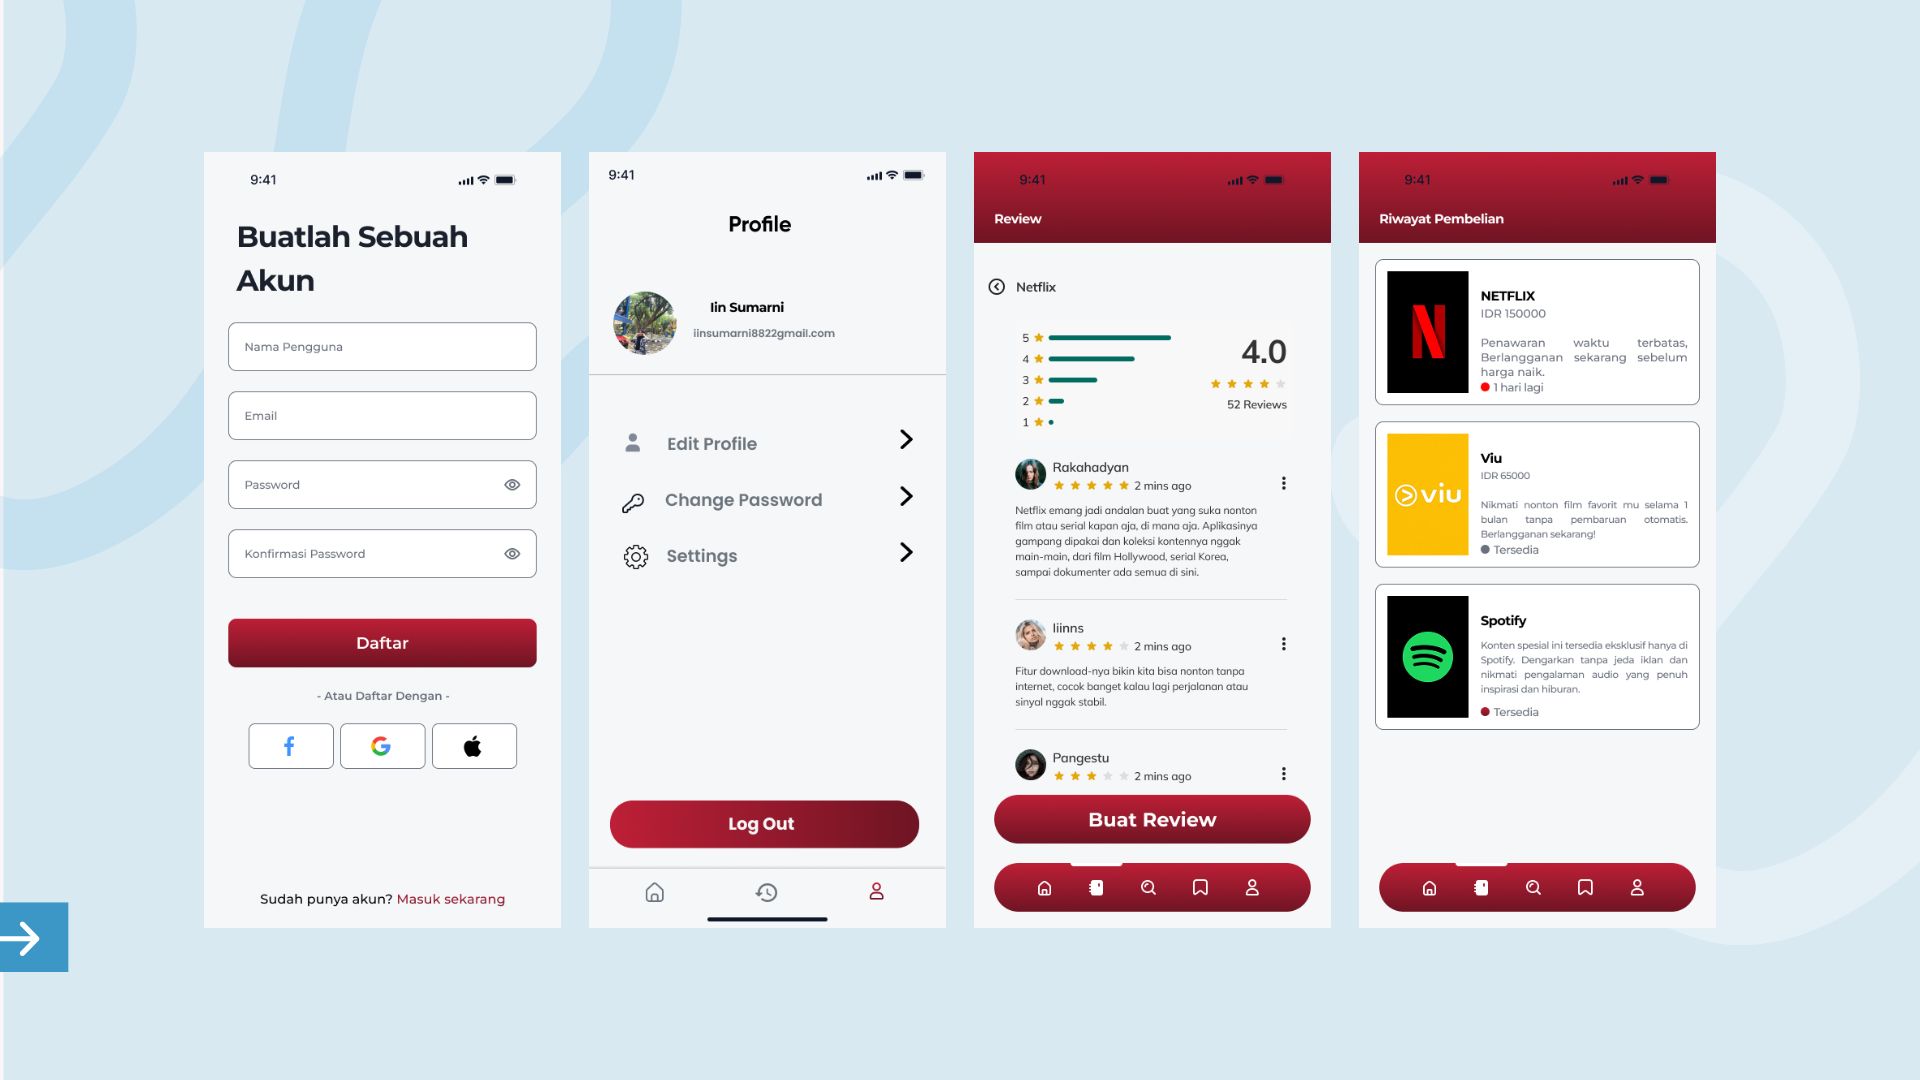 9:41
Buatlah Sebuah
Akun
Nama Pengguna
Email
Password
Konfirmasi Password
Daftar
- Atau Daftar Dengan -
Sudah punya akun? Masuk sekarang
9:41
Profile
Iin Sumarni
iinsumarni8822gmail.com
Edit Profile
Change Password
Settings
Log Out
9:41
Review
Netflix
5
4
3
2
1
4.0
52 Reviews
Rakahadyan
2 mins ago
Netflix emang jadi andalan buat yang suka nonton
film atau serial kapan aja, di mana aja. Aplikasinya
gampang dipakai dan koleksi kontennya nggak
main-main, dari film Hollywood, serial Korea,
sampai dokumenter ada semua di sini.
liinns
2 mins ago
Fitur download-nya bikin kita bisa nonton tanpa
internet, cocok banget kalau lagi perjalanan atau
sinyal nggak stabil.
Pangestu
2 mins ago
Buat Review
9:41
Riwayat Pembelian
N
NETFLIX
IDR 150000
Penawaran waktu terbatas,
Berlangganan sekarang sebelum
harga naik.
1 hari lagi
viu
Viu
IDR 65000
Nikmati nonton film favorit mu selama 1
bulan tanpa pembaruan otomatis.
Berlangganan sekarang!
Tersedia
Spotify
Konten spesial ini tersedia eksklusif hanya di
Spotify. Dengarkan tanpa jeda iklan dan
nikmati pengalaman audio yang penuh
inspirasi dan hiburan.
Tersedia